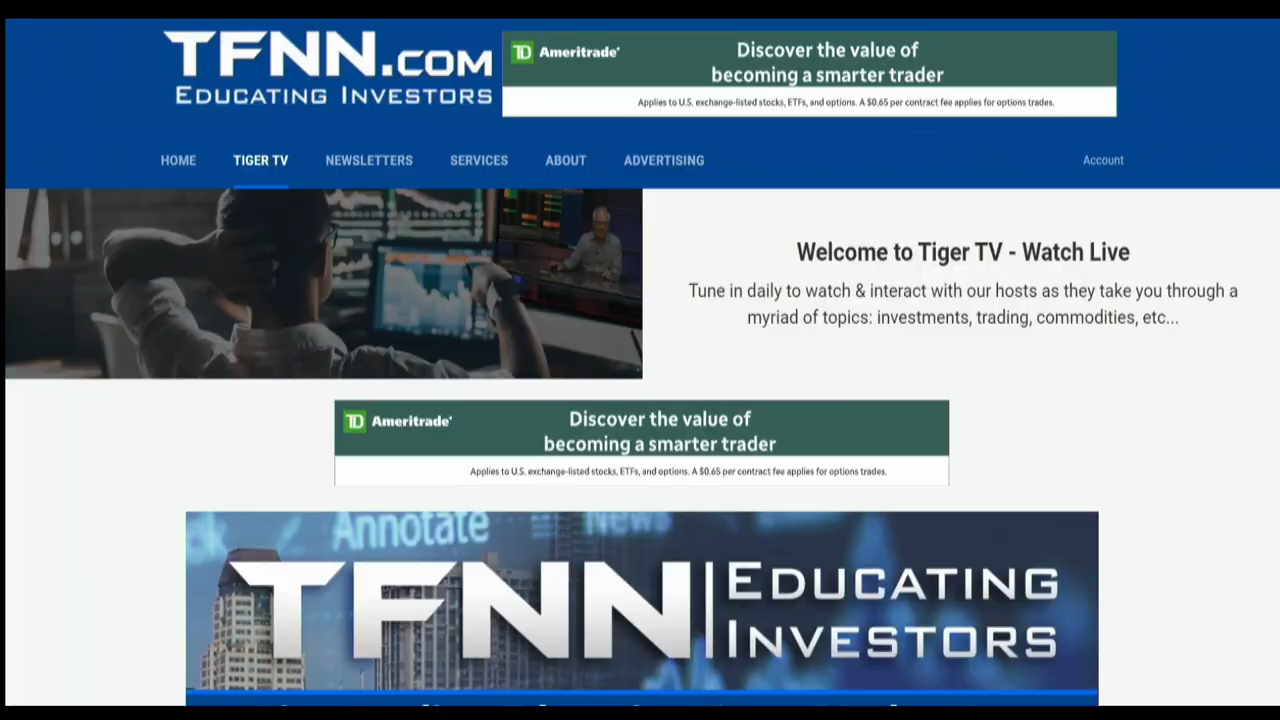 TFNN.COM
EDUCATING INVESTORS
TD Ameritrade
Discover the value of
becoming a smarter trader
Applies to U.S. exchange-listed stocks, ETFs, and options. A $0.65 per contract fee applies for options trades.
HOME TIGER TV NEWSLETTERS SERVICES ABOUT ADVERTISING Account
Welcome to Tiger TV - Watch Live
Tune in daily to watch & interact with our hosts as they take you through a
myriad of topics: investments, trading, commodities, etc...
TD Ameritrade
Discover the value of
becoming a smarter trader
Applies to U.S. exchange-listed stocks, ETFs, and options. A $0.65 per contract fee applies for options trades.
Annotate News
TFNN EDUCATING
INVESTORS